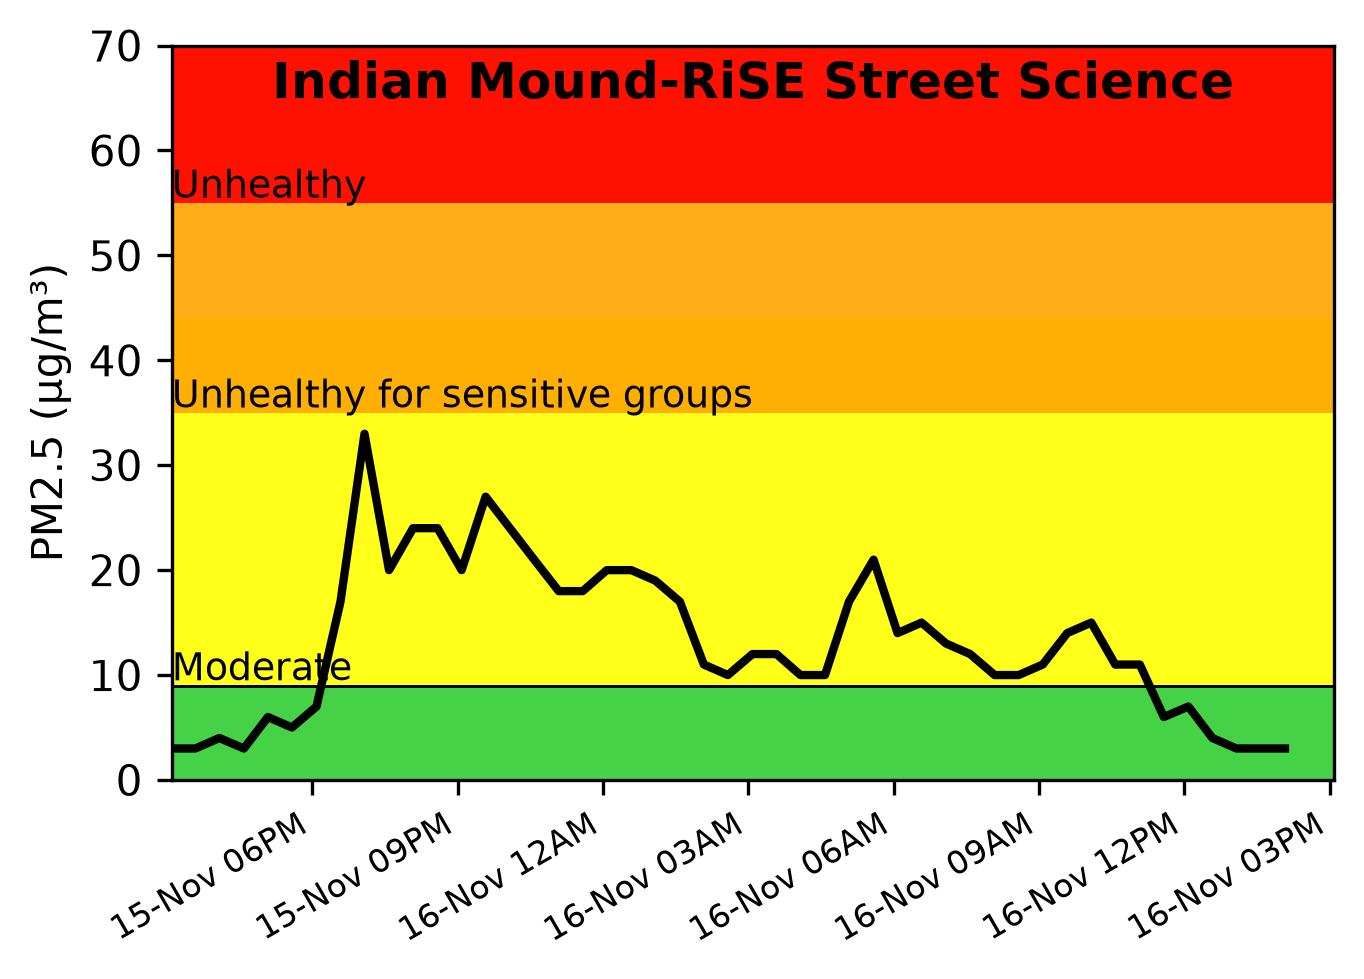 Indian Mound-RiSE Street Science
70
60
50
40
30
20
10
0
PM2.5 (μg/m³)
Unhealthy
Unhealthy for sensitive groups
Moderate
15-Nov 06PM
15-Nov 09PM
16-Nov 12AM
16-Nov 03AM
16-Nov 06AM
16-Nov 09AM
16-Nov 12PM
16-Nov 03PM